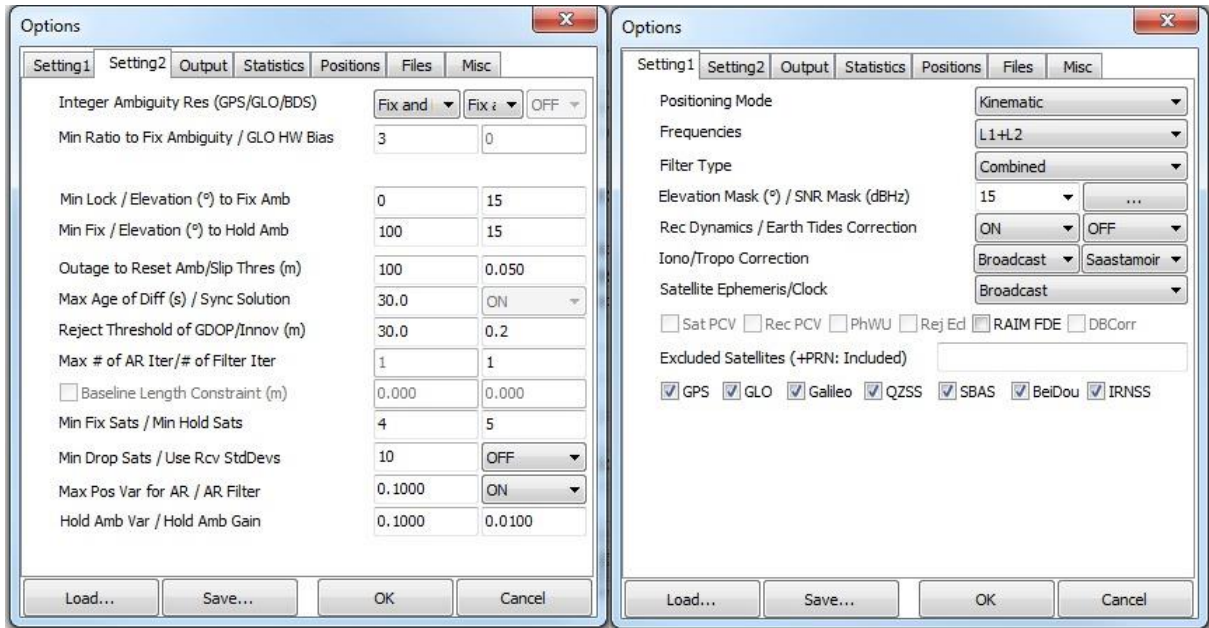 Options
Setting1 Setting2 Output Statistics Positions Files Misc
Integer Ambiguity Res (GPS/GLO/BDS) Fix and Fix a OFF
Min Ratio to Fix Ambiguity / GLO HW Bias 3 0
Min Lock / Elevation (°) to Fix Amb 0 15
Min Fix / Elevation (°) to Hold Amb 100 15
Outage to Reset Amb/Slip Thres (m) 100 0.050
Max Age of Diff (s) / Sync Solution 30.0 ON
Reject Threshold of GDOP/Innov (m) 30.0 0.2
Max # of AR Iter/# of Filter Iter 1 1
Baseline Length Constraint (m) 0.000 0.000
Min Fix Sats / Min Hold Sats 4 5
Min Drop Sats / Use Rcv StdDevs 10 OFF
Max Pos Var for AR / AR Filter 0.1000 ON
Hold Amb Var / Hold Amb Gain 0.1000 0.0100
Load... Save... OK Cancel
Options
Setting1 Setting2 Output Statistics Positions Files Misc
Positioning Mode Kinematic
Frequencies L1+L2
Filter Type Combined
Elevation Mask (°) / SNR Mask (dBHz) 15 ...
Rec Dynamics / Earth Tides Correction ON OFF
Iono/Tropo Correction Broadcast Saastamoir
Satellite Ephemeris/Clock Broadcast
Sat PCV Rec PCV PhWU Rej Ecl RAIM FDE DBCorr
Excluded Satellites (+PRN: Included)
GPS GLO Galileo QZSS SBAS BeiDou IRNSS
Load... Save... OK Cancel